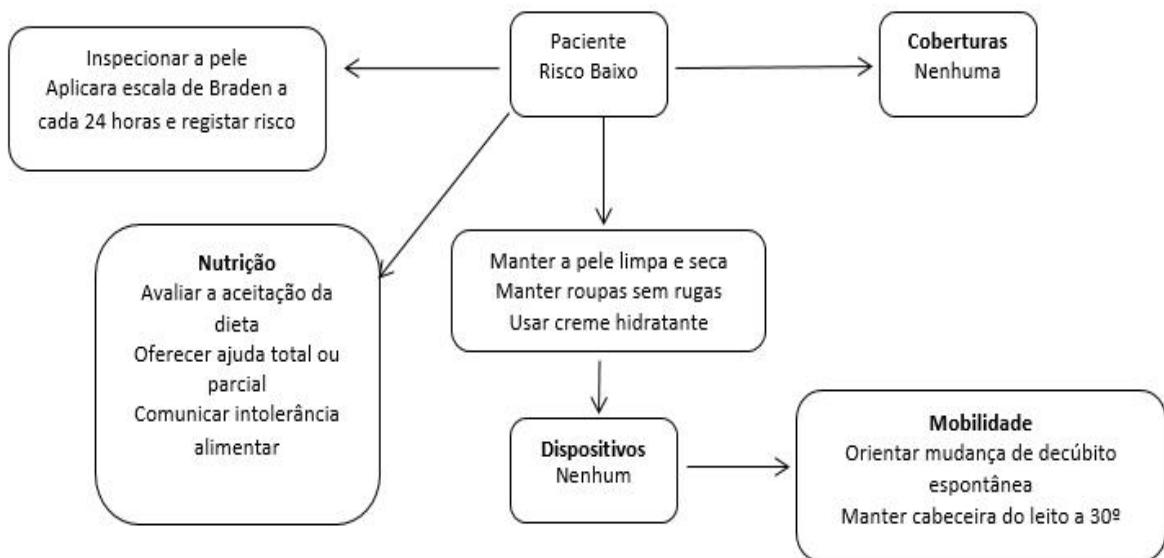 Paciente
Risco Baixo
Coberturas
Nenhuma
Inspecionar a pele
Aplicara escala de Braden a
cada 24 horas e registar risco
Nutrição
Avaliar a aceitação da
dieta
Oferecer ajuda total ou
parcial
Comunicar intolerância
alimentar
Manter a pele limpa e seca
Manter roupas sem rugas
Usar creme hidratante
Dispositivos
Nenhum
Mobilidade
Orientar mudança de decúbito
espontânea
Manter cabeceira do leito a 30º